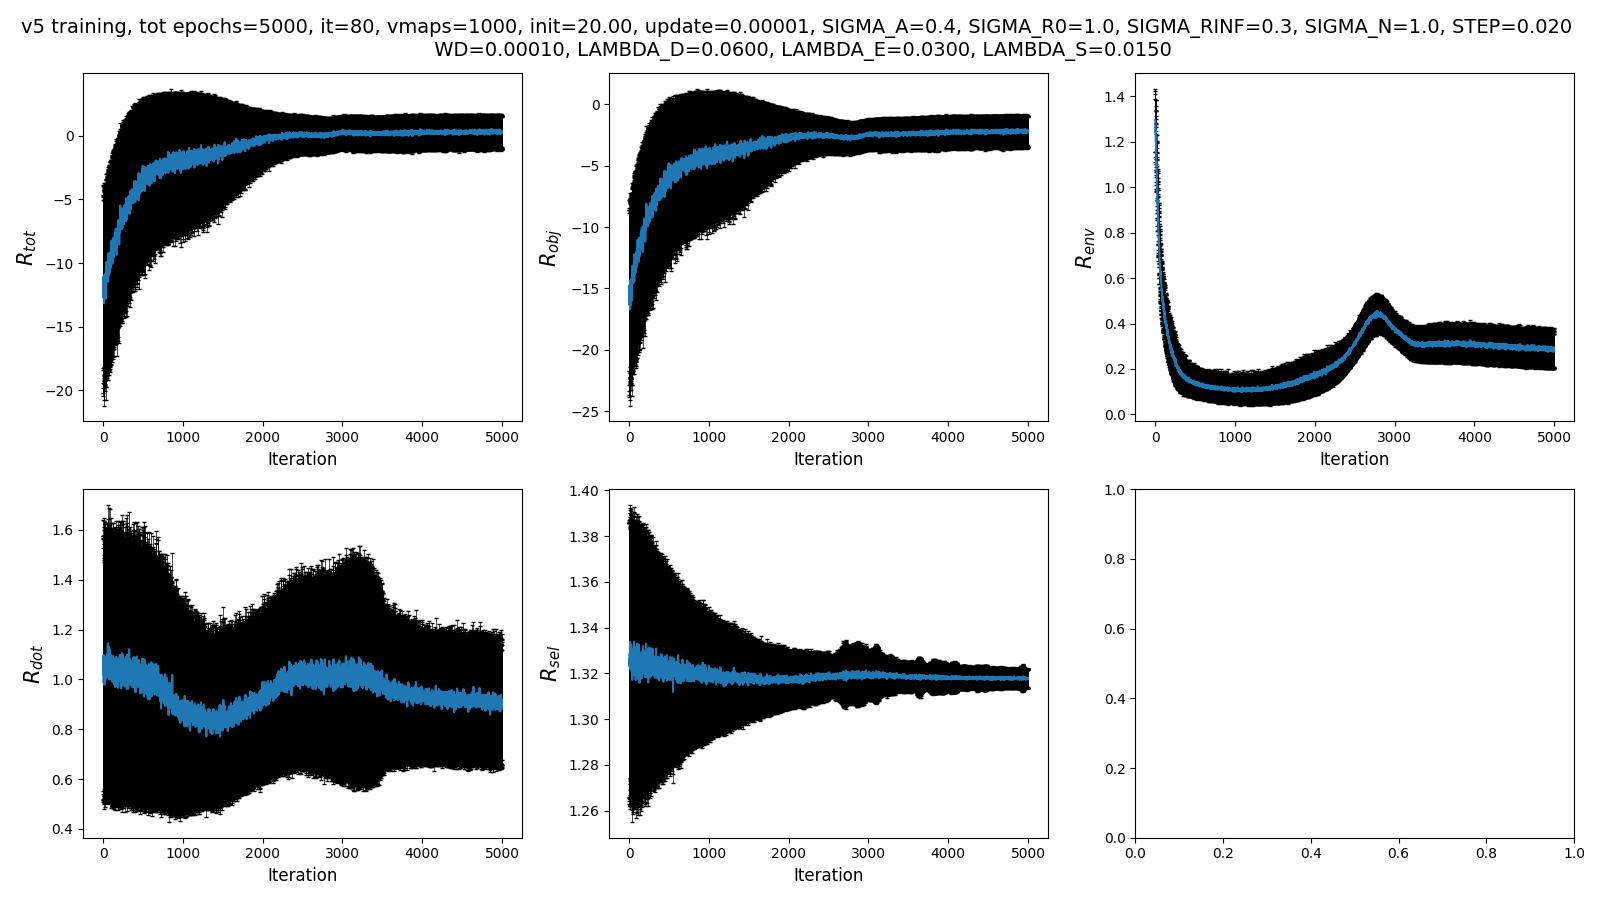 v5 training, tot epochs=5000, it=80, vmaps=1000, init=20.00, update=0.00001, SIGMA_A=0.4, SIGMA_R0=1.0, SIGMA_RINF=0.3, SIGMA_N=1.0, STEP=0.020
WD=0.00010, LAMBDA_D=0.0600, LAMBDA_E=0.0300, LAMBDA_S=0.0150
R_tot
0
−5
−10
−15
−20
0 1000 2000 3000 4000 5000
Iteration
R_obj
0
−5
−10
−15
−20
−25
0 1000 2000 3000 4000 5000
Iteration
R_env
1.4
1.2
1.0
0.8
0.6
0.4
0.2
0.0
0 1000 2000 3000 4000 5000
Iteration
R_dot
1.6
1.4
1.2
1.0
0.8
0.6
0.4
0 1000 2000 3000 4000 5000
Iteration
R_sel
1.40
1.38
1.36
1.34
1.32
1.30
1.28
1.26
0 1000 2000 3000 4000 5000
Iteration
1.0
0.8
0.6
0.4
0.2
0.0
0.0 0.2 0.4 0.6 0.8 1.0